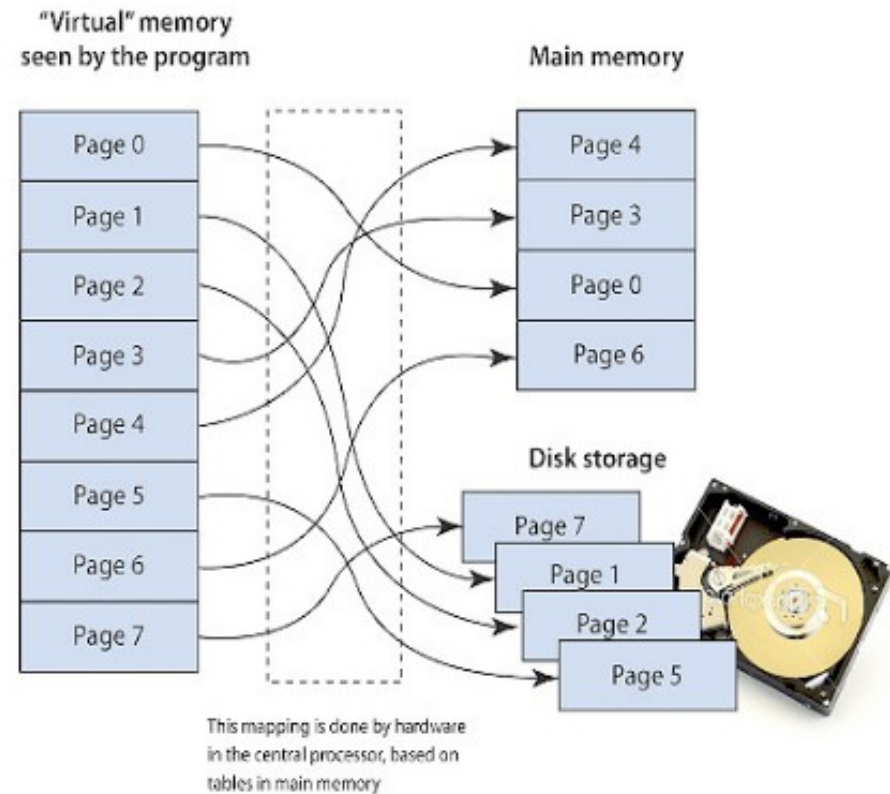 “Virtual” memory
seen by the program
Main memory
Page 0
Page 1
Page 2
Page 3
Page 4
Page 5
Page 6
Page 7
Page 4
Page 3
Page 0
Page 6
Disk storage
Page 7
Page 1
Page 2
Page 5
This mapping is done by hardware
in the central processor, based on
tables in main memory